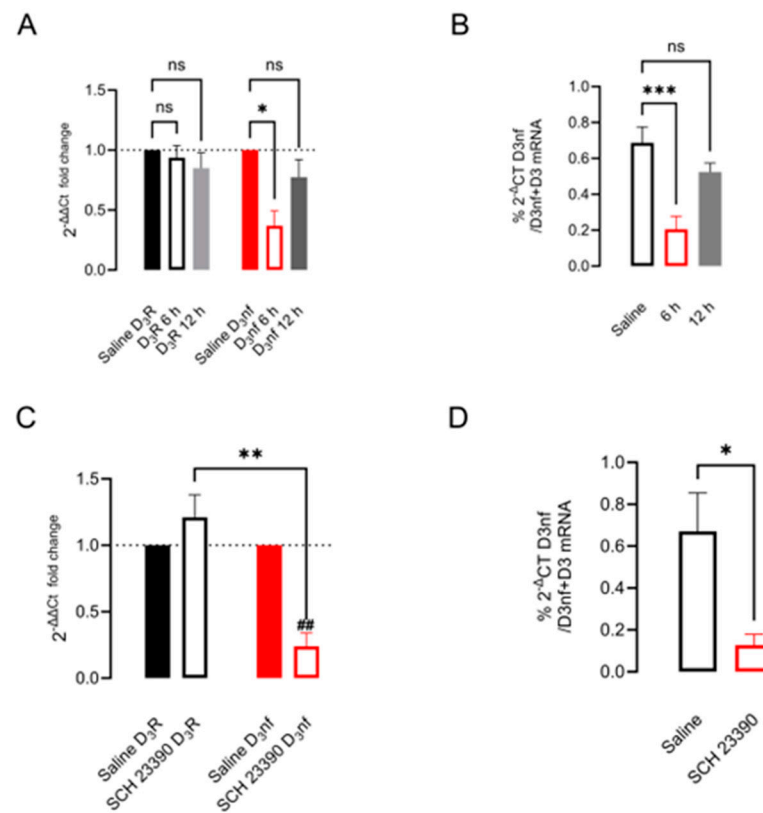 A
2-ΔΔCt fold change
1.5
1.0
0.5
0.0
ns
ns
ns
*
Saline D3R
D3R 6 h
D3R 12 h
Saline D3nf
D3nf 6 h
D3nf 12 h
B
% 2-ΔCT D3nf
/D3nf+D3 mRNA
1.0
0.8
0.6
0.4
0.2
0.0
ns
***
Saline
6 h
12 h
C
2-ΔΔCt fold change
1.5
1.0
0.5
0.0
**
##
Saline D3R
SCH 23390 D3R
Saline D3nf
SCH 23390 D3nf
D
% 2-ΔCT D3nf
/D3nf+D3 mRNA
1.0
0.8
0.6
0.4
0.2
0.0
*
Saline
SCH 23390